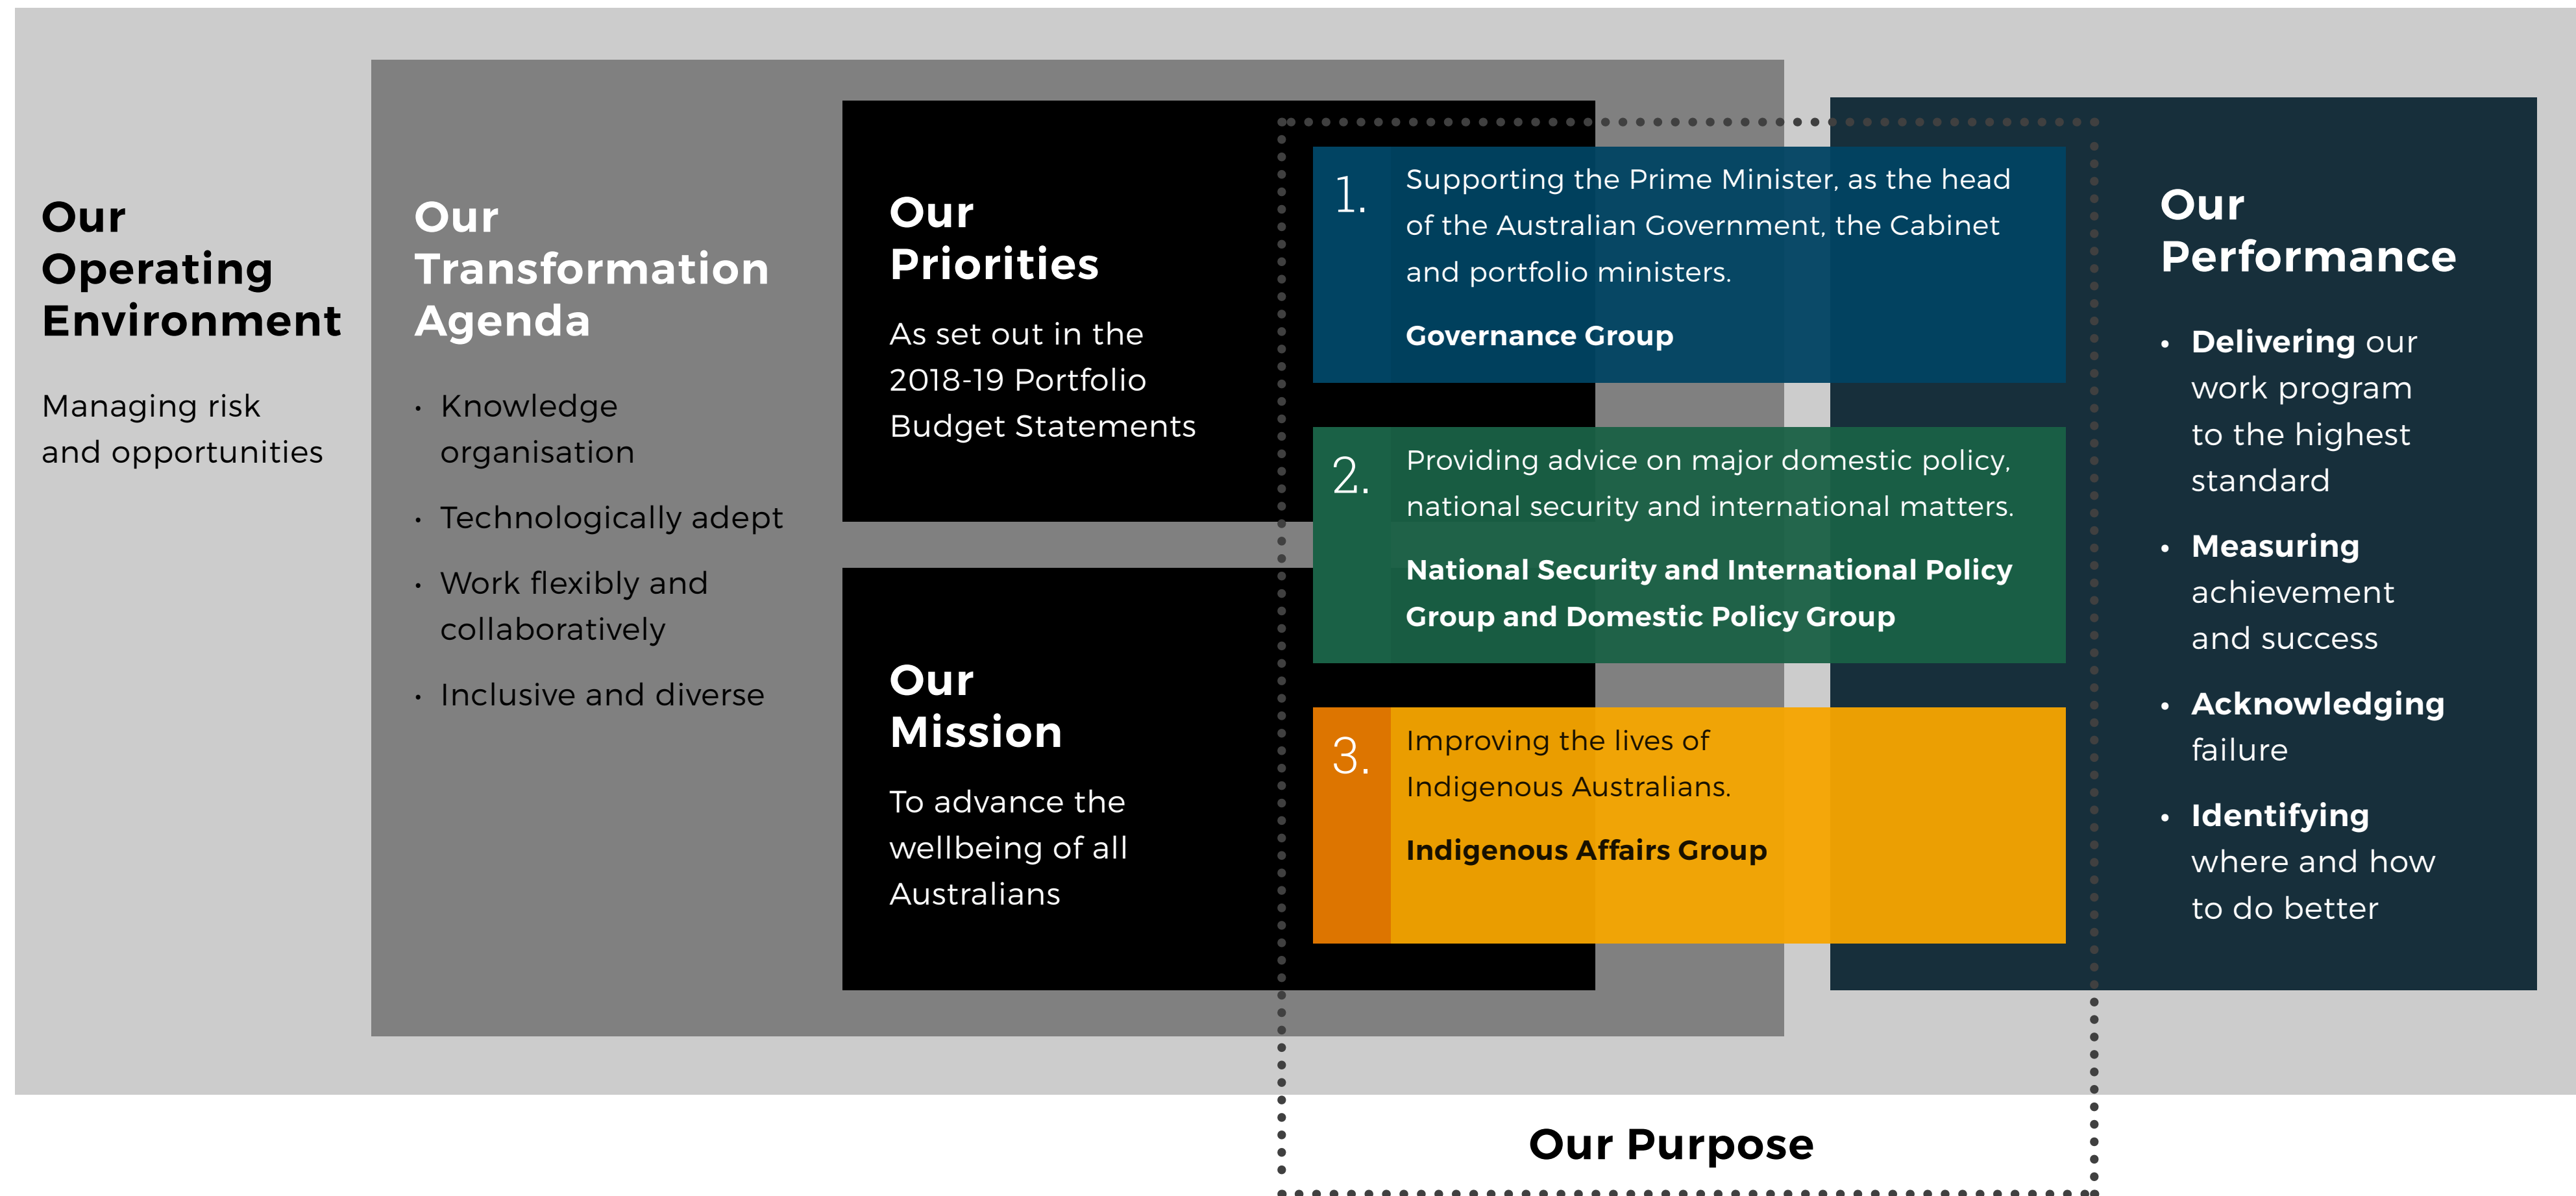 Our
Operating
Environment
Managing risk
and opportunities
Our
Transformation
Agenda
• Knowledge
organisation
• Technologically adept
• Work flexibly and
collaboratively
• Inclusive and diverse
Our
Priorities
As set out in the
2018-19 Portfolio
Budget Statements
Our
Mission
To advance the
wellbeing of all
Australians
1. Supporting the Prime Minister, as the head
of the Australian Government, the Cabinet
and portfolio ministers.
Governance Group
2. Providing advice on major domestic policy,
national security and international matters.
National Security and International Policy
Group and Domestic Policy Group
3. Improving the lives of
Indigenous Australians.
Indigenous Affairs Group
Our
Performance
• Delivering our
work program
to the highest
standard
• Measuring
achievement
and success
• Acknowledging
failure
• Identifying
where and how
to do better
Our Purpose